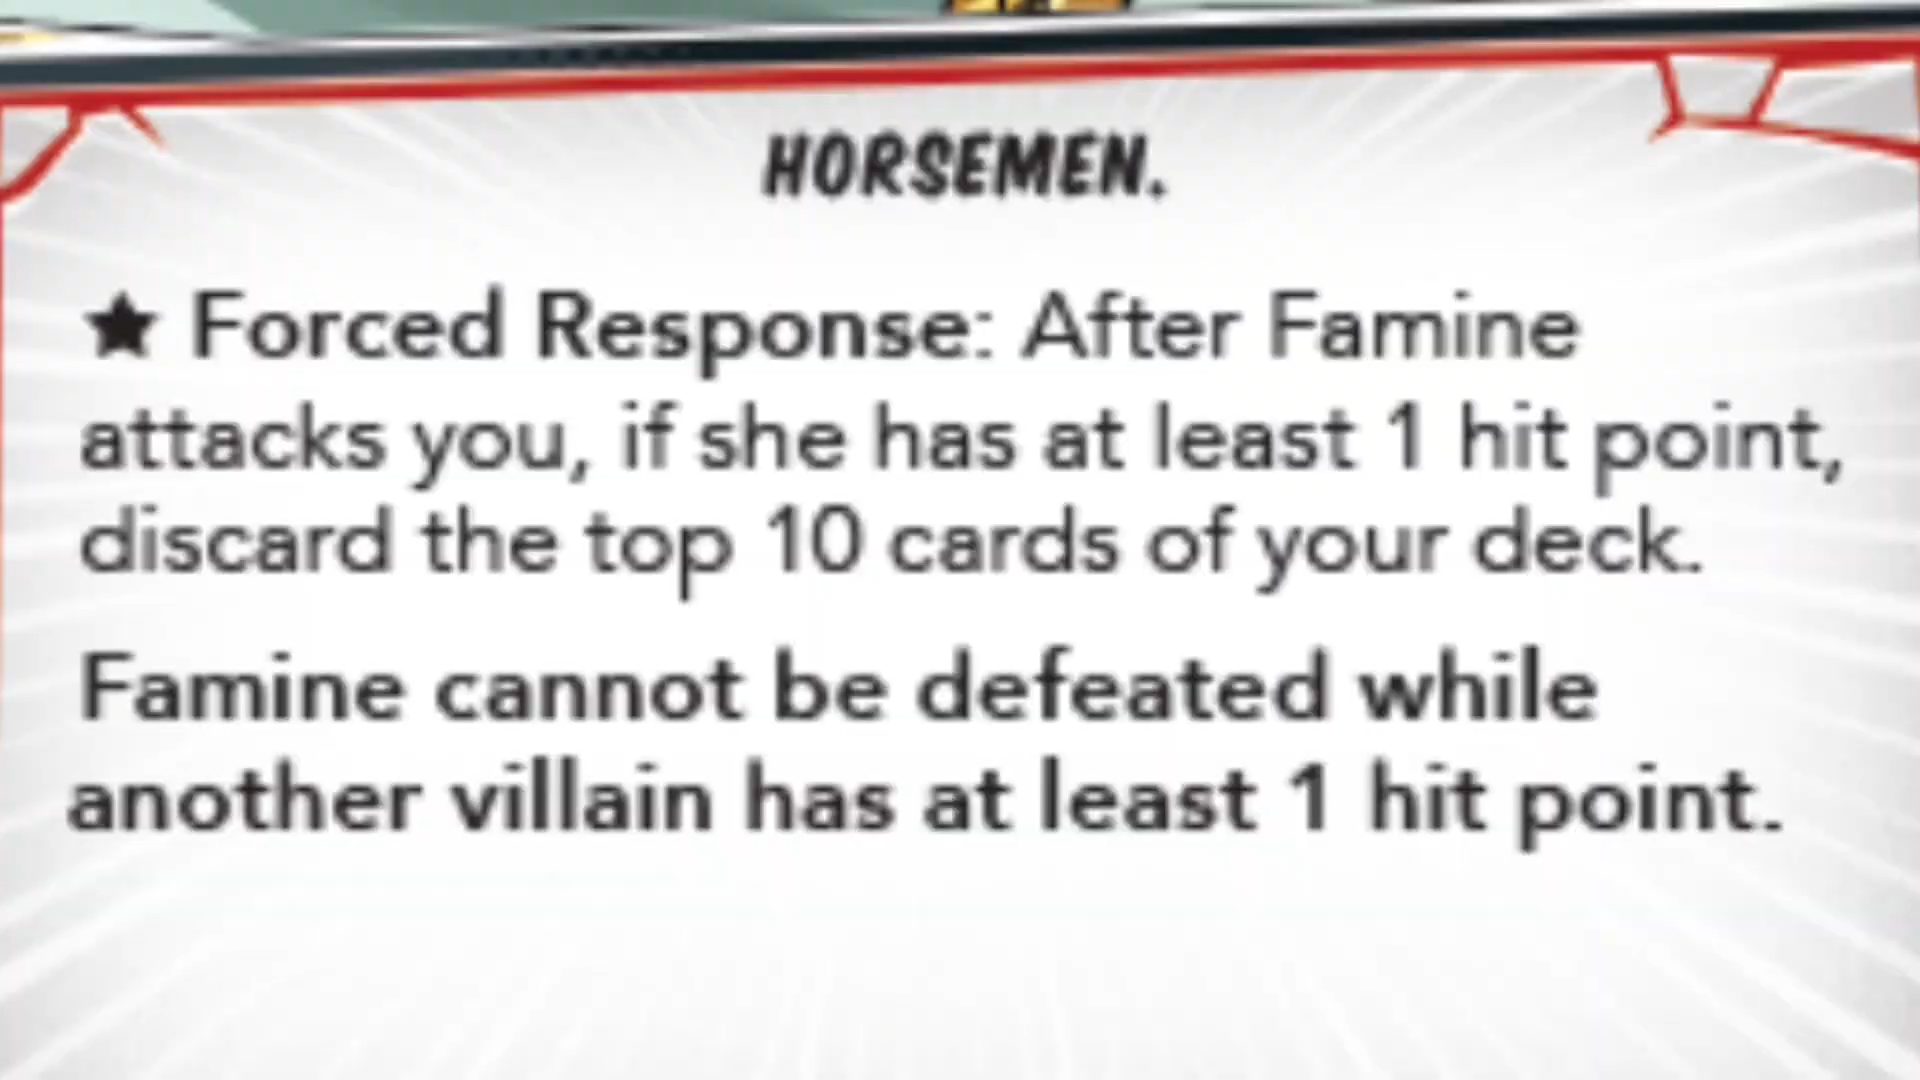 HORSEMEN.
★ Forced Response: After Famine
attacks you, if she has at least 1 hit point,
discard the top 10 cards of your deck.
Famine cannot be defeated while
another villain has at least 1 hit point.